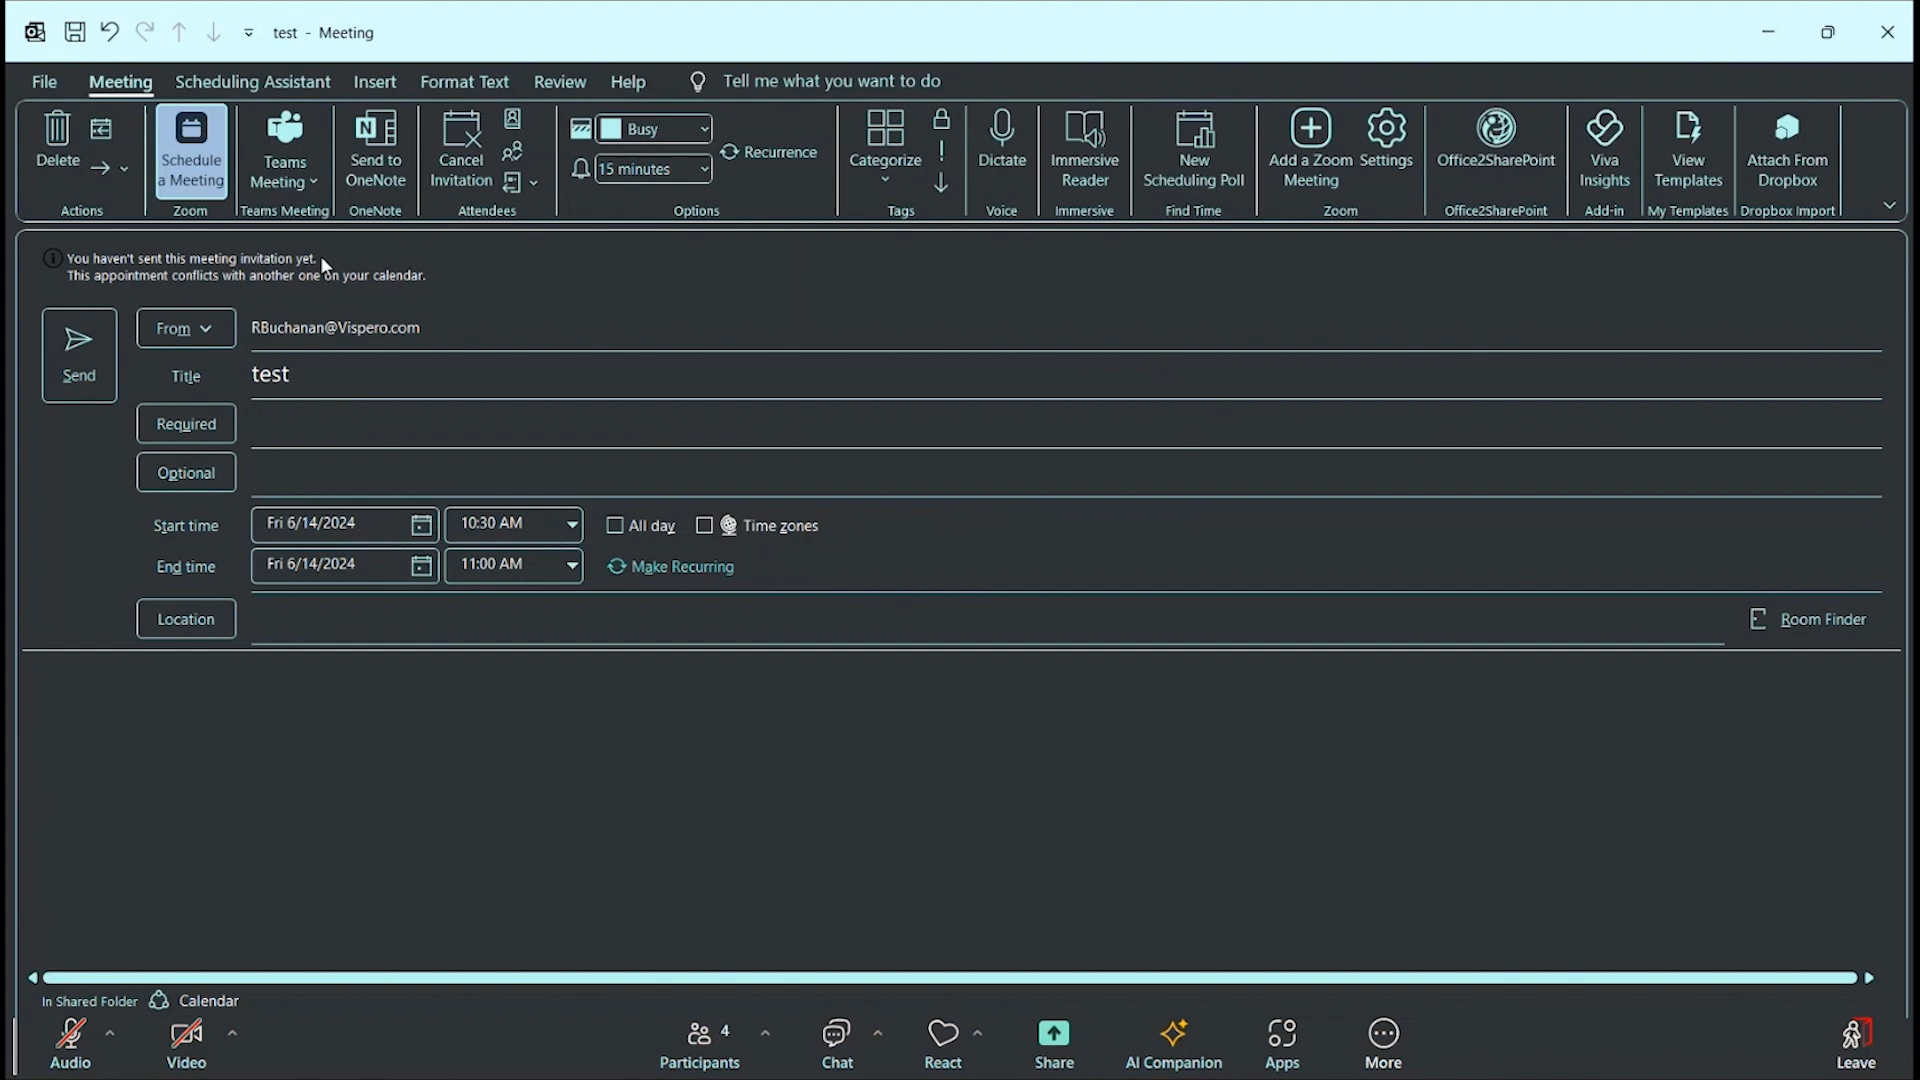 test - Meeting
File Meeting Scheduling Assistant Insert Format Text Review Help Tell me what you want to do
Delete
Actions
Schedule
a Meeting
Zoom
Teams
Meeting
Teams Meeting
Send to
OneNote
OneNote
Cancel
Invitation
Attendees
Busy
15 minutes
Recurrence
Options
Categorize
Tags
Dictate
Voice
Immersive
Reader
Immersive
New
Scheduling Poll
Find Time
Add a Zoom
Meeting
Settings
Zoom
Office2SharePoint
Office2SharePoint
Viva
Insights
Add-in
View
Templates
My Templates
Attach From
Dropbox
Dropbox Import
You haven't sent this meeting invitation yet.
This appointment conflicts with another one on your calendar.
Send
From RBuchanan@Vispero.com
Title test
Required
Optional
Start time Fri 6/14/2024 10:30 AM All day Time zones
End time Fri 6/14/2024 11:00 AM Make Recurring
Location Room Finder
In Shared Folder Calendar
Audio
Video
4
Participants
Chat
React
Share
AI Companion
Apps
More
Leave